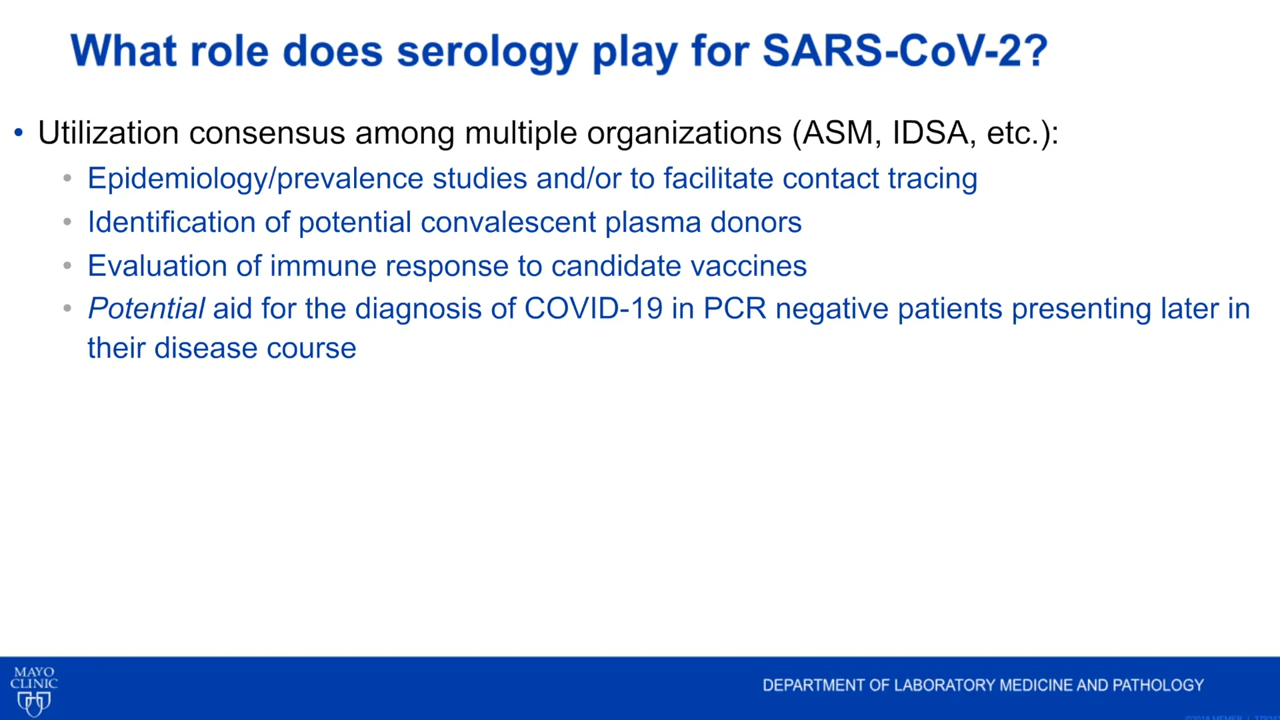 What role does serology play for SARS-CoV-2?
• Utilization consensus among multiple organizations (ASM, IDSA, etc.):
• Epidemiology/prevalence studies and/or to facilitate contact tracing
• Identification of potential convalescent plasma donors
• Evaluation of immune response to candidate vaccines
• Potential aid for the diagnosis of COVID-19 in PCR negative patients presenting later in
their disease course
MAYO
CLINIC
DEPARTMENT OF LABORATORY MEDICINE AND PATHOLOGY